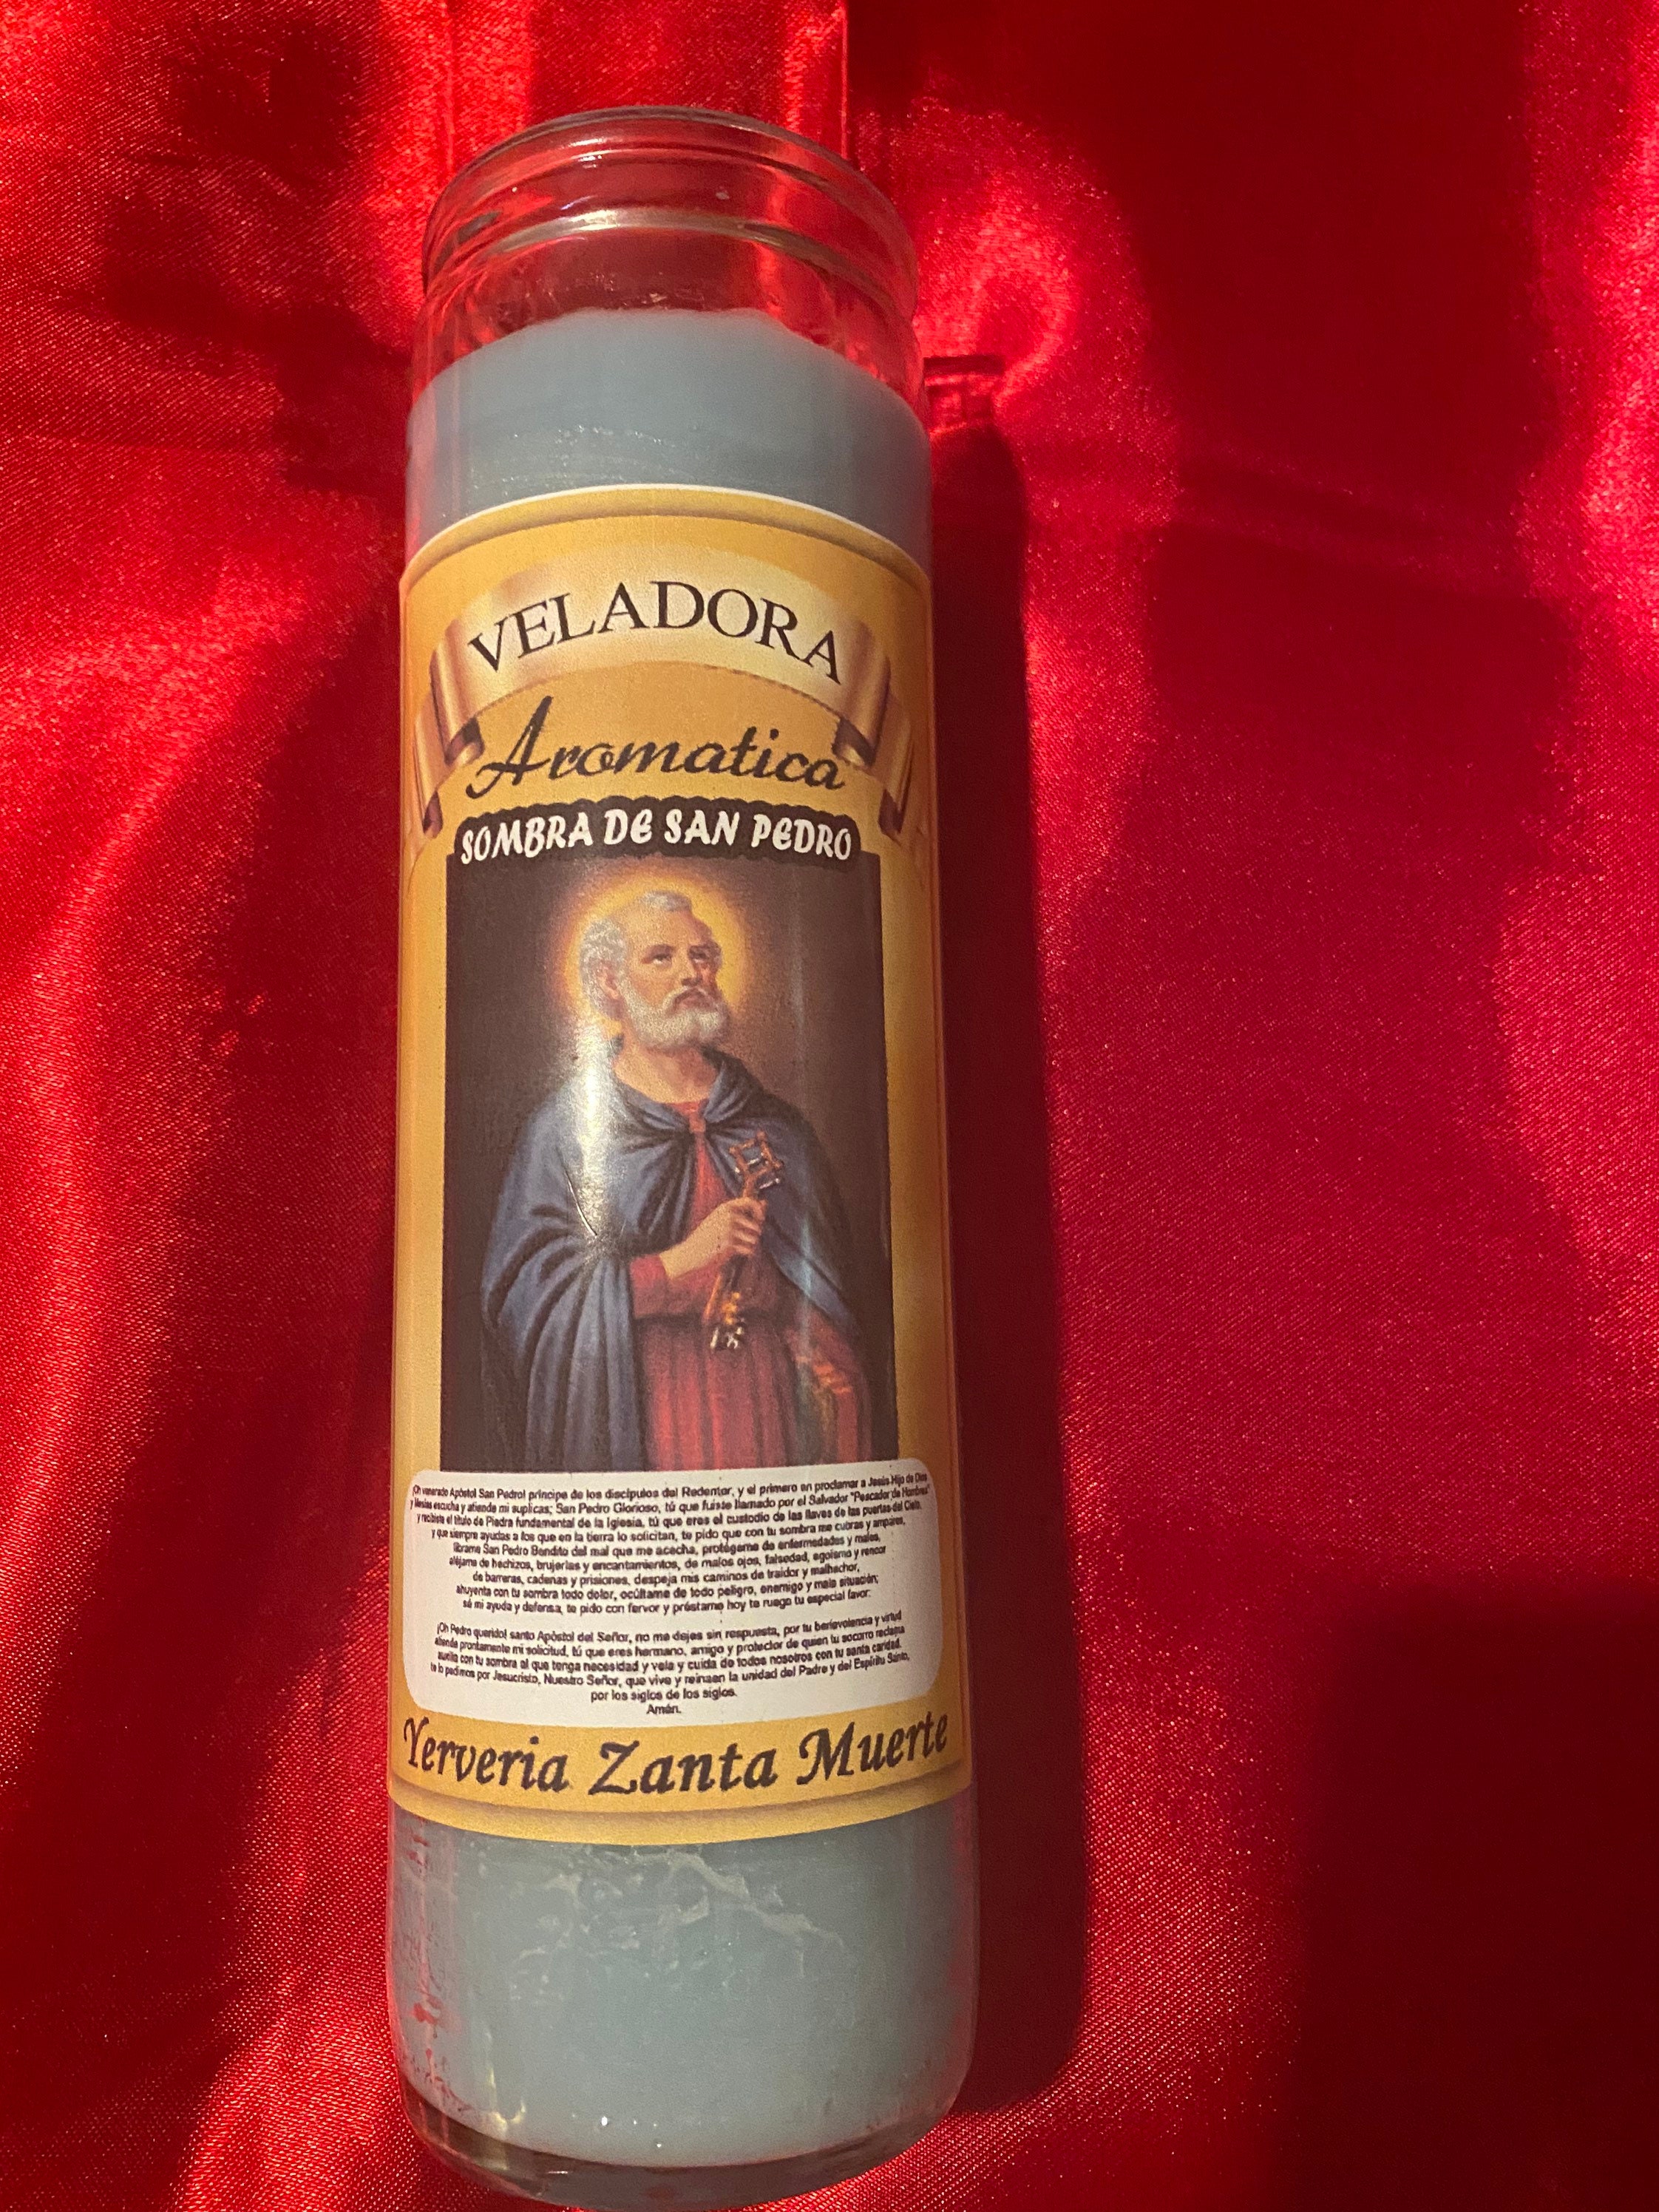 VELADORA
Aromatica
SOMBRA DE SAN PEDRO
¡Oh venerado Apóstol San Pedro! príncipe de los discípulos del Redentor, y el primero en proclamar a Jesús Hijo de Dios
y Mesías escucha y atiende mi suplicas; San Pedro Glorioso, tú que fuiste llamado por el Salvador "Pescador de Hombres"
y recibiste el título de Piedra fundamental de la Iglesia, tú que eres el custodio de las llaves de las puertas del Cielo,
y que siempre ayudas a los que en la tierra lo solicitan, te pido que con tu sombra me cubras y ampares,
líbrame San Pedro Bendito del mal que me acecha, protégeme de enfermedades y males,
aléjame de hechizos, brujerías y encantamientos, de malos ojos, falsedad, egoísmo y rencor
de barreras, cadenas y prisiones, despeja mis caminos de traidor y malhechor,
ahuyenta con tu sombra todo dolor, ocúltame de todo peligro, enemigo y mala situación;
sé mi ayuda y defensa, te pido con fervor y préstame hoy te ruego tu especial favor:
¡Oh Pedro querido! santo Apóstol del Señor, no me dejes sin respuesta, por tu benevolencia y virtud
atiende prontamente mi solicitud, tú que eres hermano, amigo y protector de quien tu socorro reclama
auxilia con tu sombra al que tenga necesidad y vela y cuida de todos nosotros con tu santa caridad,
te lo pedimos por Jesucristo, Nuestro Señor, que vive y reinaen la unidad del Padre y del Espíritu Santo,
por los siglos de los siglos.
Amén.
Yerveria Zanta Muerte